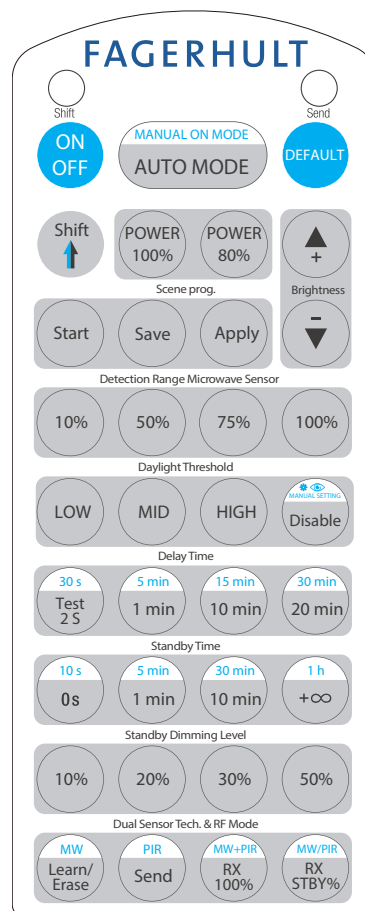 FAGERHULT
Shift
Send
ON
OFF
MANUAL ON MODE
AUTO MODE
DEFAULT
Shift
POWER
100%
POWER
80%
+
Scene prog.
Brightness
Start
Save
Apply
−
Detection Range Microwave Sensor
10%
50%
75%
100%
Daylight Threshold
LOW
MID
HIGH
MANUAL SETTING
Disable
Delay Time
30 s
Test
2 S
5 min
1 min
15 min
10 min
30 min
20 min
Standby Time
10 s
0s
5 min
1 min
30 min
10 min
1 h
+∞
Standby Dimming Level
10%
20%
30%
50%
Dual Sensor Tech. & RF Mode
MW
Learn/
Erase
PIR
Send
MW+PIR
RX
100%
MW/PIR
RX
STBY%